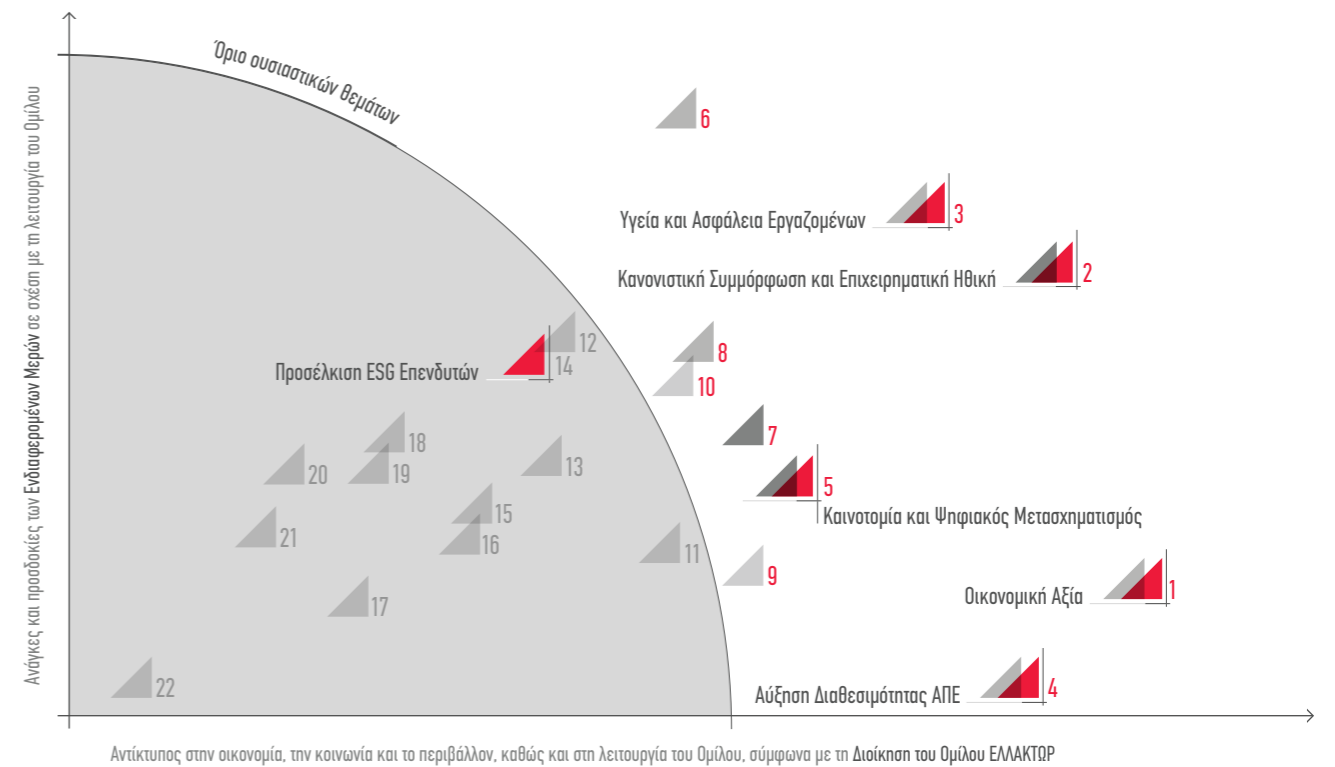 Όριο ουσιαστικών θεμάτων
Ανάγκες και προσδοκίες των Ενδιαφερομένων Μερών σε σχέση με τη λειτουργία του Ομίλου
6
Υγεία και Ασφάλεια Εργαζομένων
3
Κανονιστική Συμμόρφωση και Επιχειρηματική Ηθική
2
12
8
Προσέλκιση ESG Επενδυτών
14
10
7
18
13
20
19
5
15
Καινοτομία και Ψηφιακός Μετασχηματισμός
21
16
11
9
17
Οικονομική Αξία
1
22
Αύξηση Διαθεσιμότητας ΑΠΕ
4
Αντίκτυπος στην οικονομία, την κοινωνία και το περιβάλλον, καθώς και στη λειτουργία του Ομίλου, σύμφωνα με τη Διοίκηση του Ομίλου ΕΛΛΑΚΤΩΡ